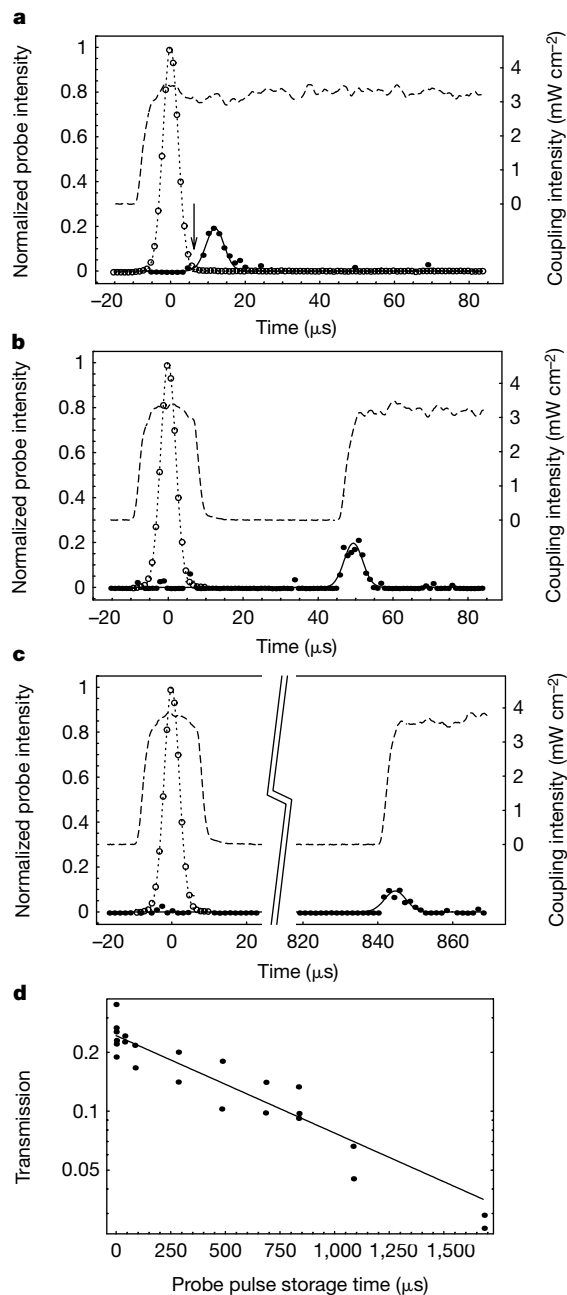 a
Normalized probe intensity
1
0.8
0.6
0.4
0.2
0
Coupling intensity (mW cm⁻²)
4
3
2
1
0
−20 0 20 40 60 80
Time (μs)
b
Normalized probe intensity
1
0.8
0.6
0.4
0.2
0
Coupling intensity (mW cm⁻²)
4
3
2
1
0
−20 0 20 40 60 80
Time (μs)
c
Normalized probe intensity
1
0.8
0.6
0.4
0.2
0
Coupling intensity (mW cm⁻²)
4
3
2
1
0
−20 0 20 820 840 860
Time (μs)
d
Transmission
0.2
0.1
0.05
0 250 500 750 1,000 1,250 1,500
Probe pulse storage time (μs)